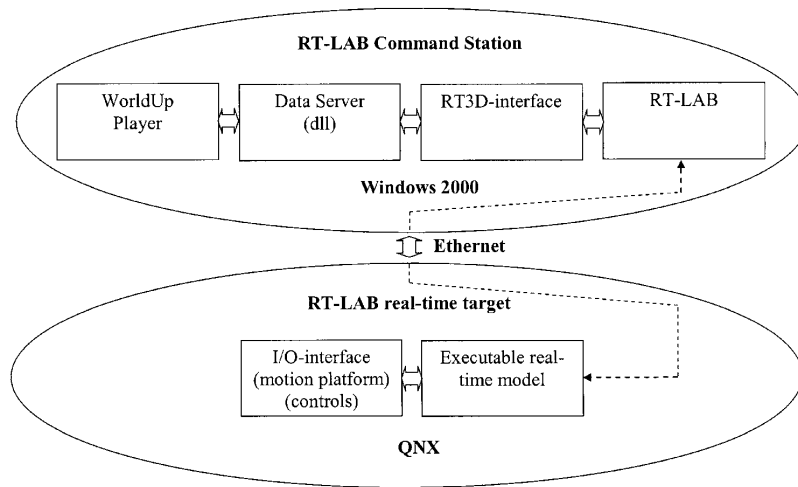 RT-LAB Command Station
WorldUp
Player
Data Server
(dll)
RT3D-interface
RT-LAB
Windows 2000
Ethernet
RT-LAB real-time target
I/O-interface
(motion platform)
(controls)
Executable real-
time model
QNX